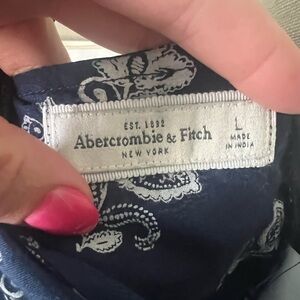 EST. 1892
Abercrombie & Fitch
NEW YORK
L
MADE
IN INDIA